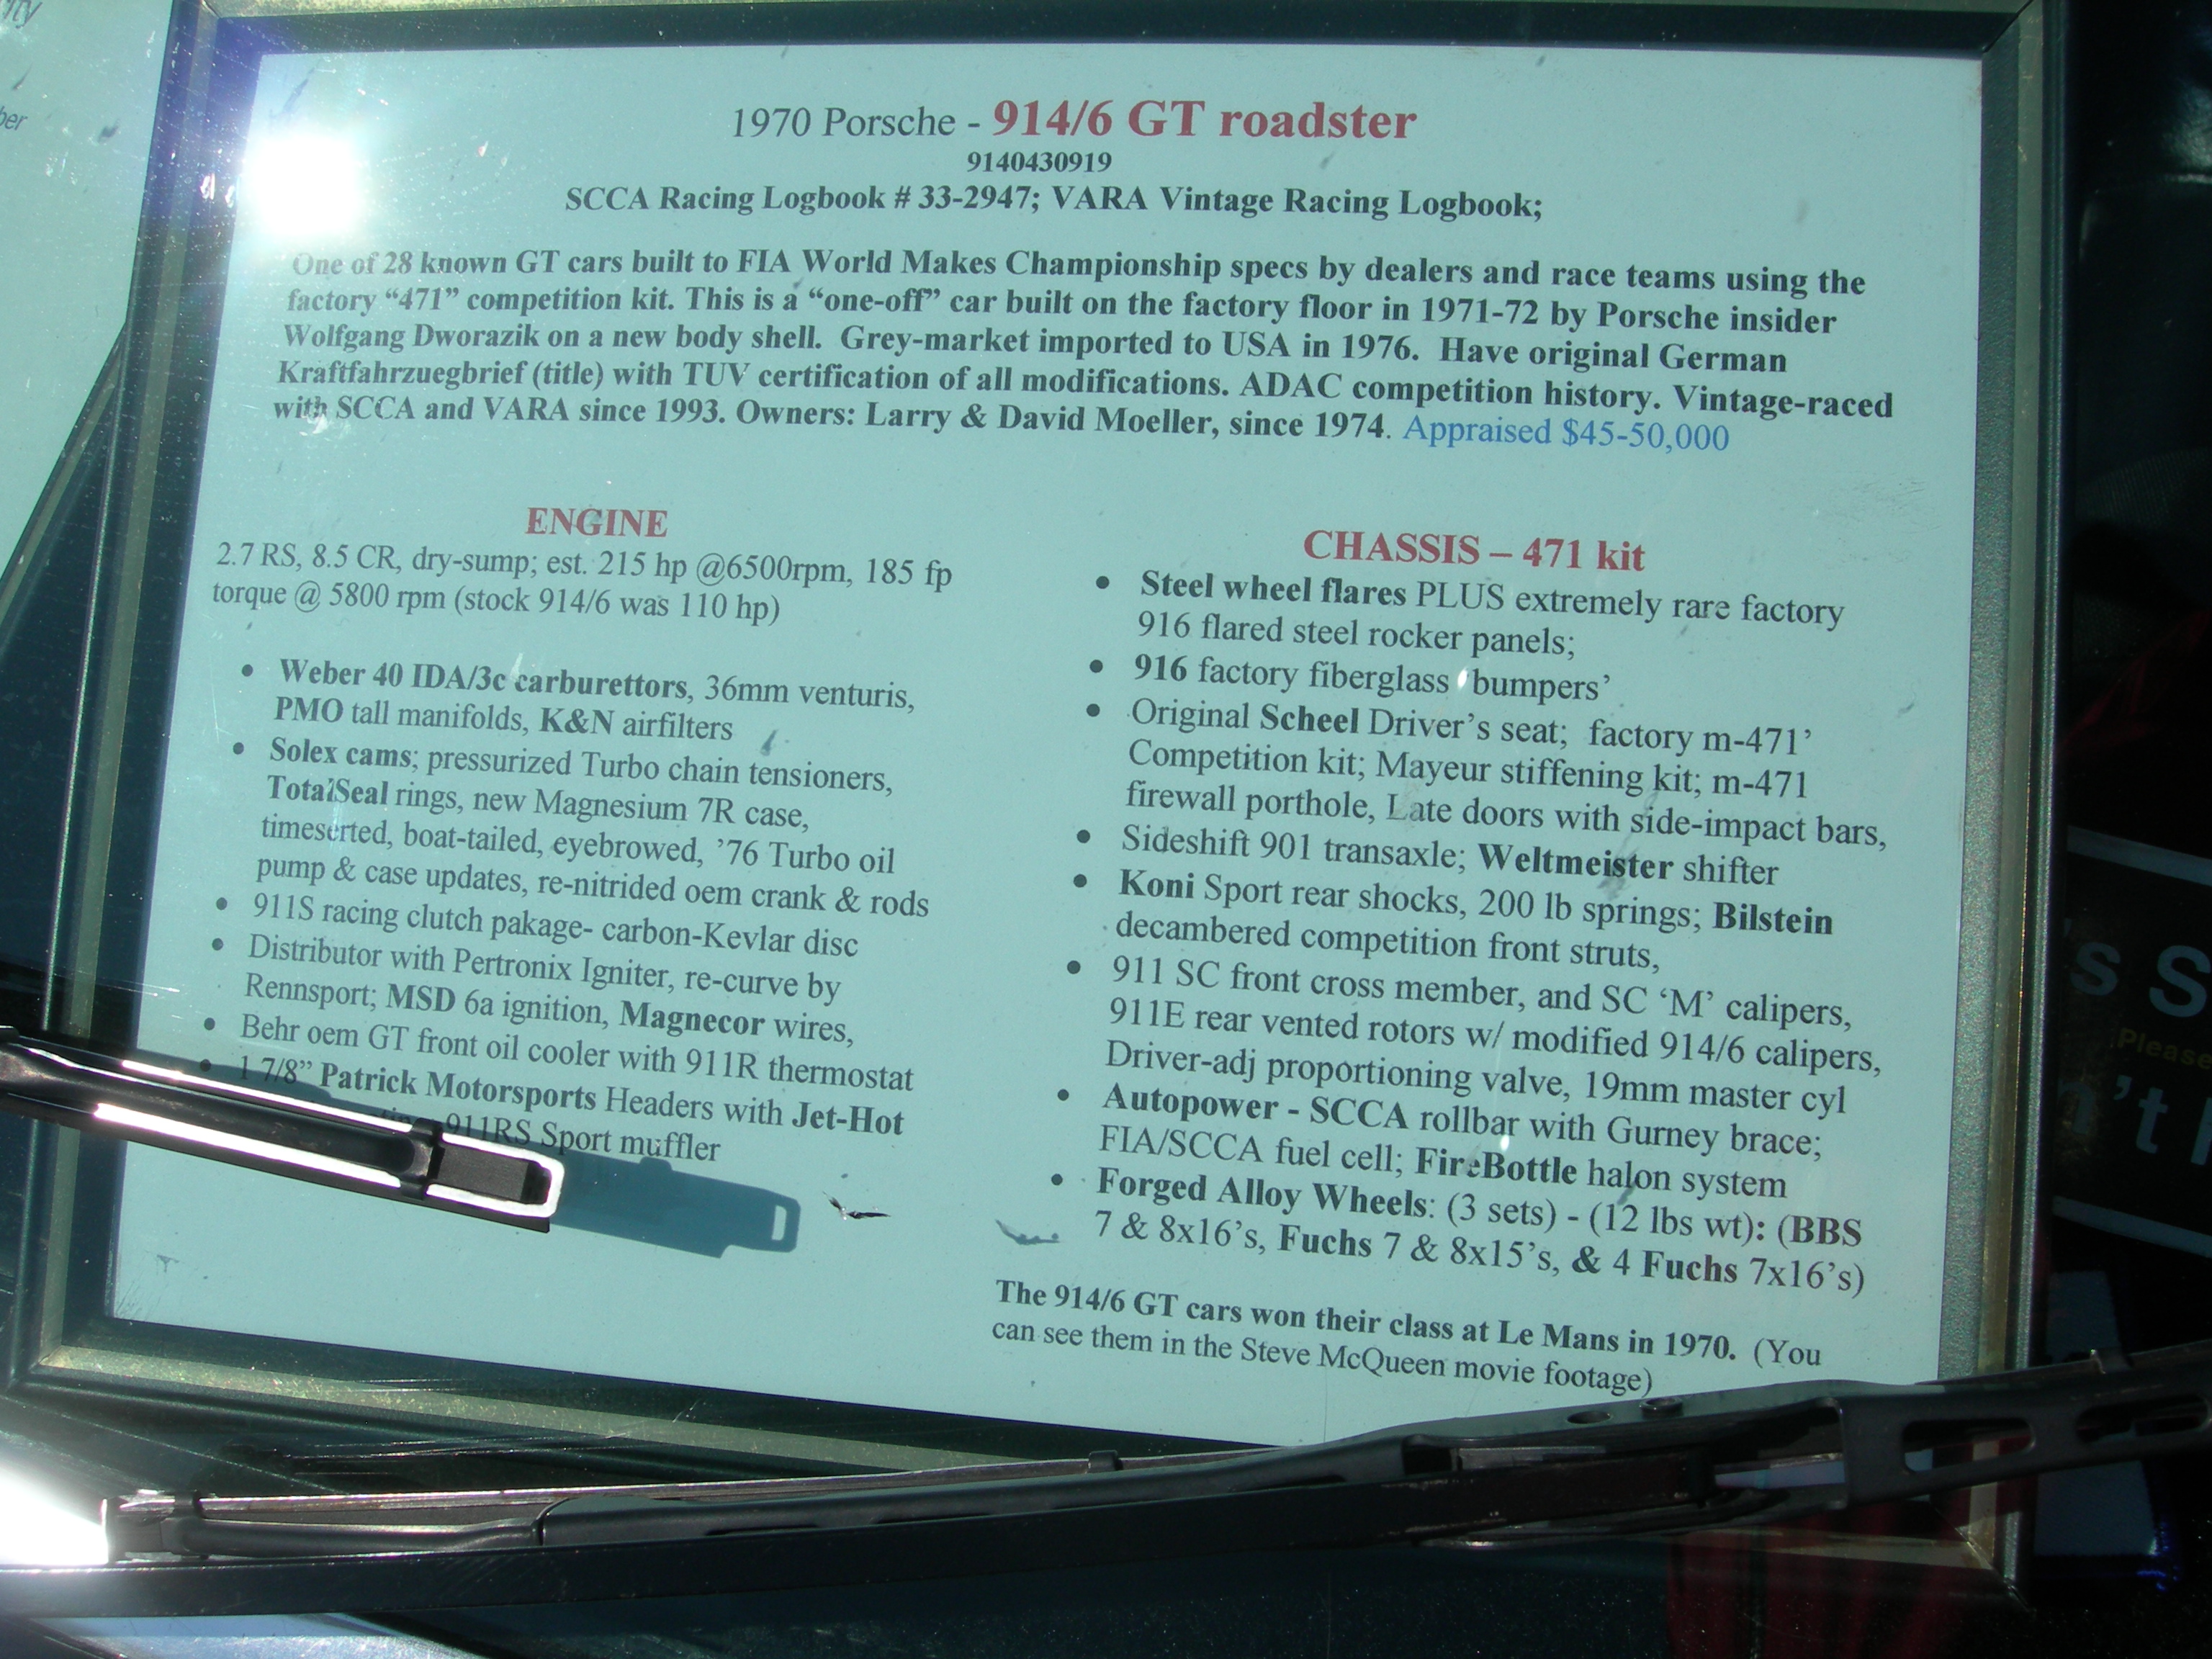 ity
ber
1970 Porsche - 914/6 GT roadster
9140430919
SCCA Racing Logbook # 33-2947; VARA Vintage Racing Logbook;
One of 28 known GT cars built to FIA World Makes Championship specs by dealers and race teams using the
factory “471” competition kit. This is a “one-off” car built on the factory floor in 1971-72 by Porsche insider
Wolfgang Dworazik on a new body shell. Grey-market imported to USA in 1976. Have original German
Kraftfahrzuegbrief (title) with TUV certification of all modifications. ADAC competition history. Vintage-raced
with SCCA and VARA since 1993. Owners: Larry & David Moeller, since 1974. Appraised $45-50,000
ENGINE
2.7 RS, 8.5 CR, dry-sump; est. 215 hp @6500rpm, 185 fp
torque @ 5800 rpm (stock 914/6 was 110 hp)
• Weber 40 IDA/3c carburettors, 36mm venturis,
PMO tall manifolds, K&N airfilters
• Solex cams; pressurized Turbo chain tensioners,
TotalSeal rings, new Magnesium 7R case,
timeserted, boat-tailed, eyebrowed, ’76 Turbo oil
pump & case updates, re-nitrided oem crank & rods
• 911S racing clutch pakage- carbon-Kevlar disc
• Distributor with Pertronix Igniter, re-curve by
Rennsport; MSD 6a ignition, Magnecor wires,
• Behr oem GT front oil cooler with 911R thermostat
• 1 7/8” Patrick Motorsports Headers with Jet-Hot
911RS Sport muffler
CHASSIS – 471 kit
• Steel wheel flares PLUS extremely rare factory
916 flared steel rocker panels;
• 916 factory fiberglass ‘bumpers’
• Original Scheel Driver’s seat; factory m-471’
Competition kit; Mayeur stiffening kit; m-471
firewall porthole, Late doors with side-impact bars,
• Sideshift 901 transaxle; Weltmeister shifter
• Koni Sport rear shocks, 200 lb springs; Bilstein
decambered competition front struts,
• 911 SC front cross member, and SC ‘M’ calipers,
911E rear vented rotors w/ modified 914/6 calipers,
Driver-adj proportioning valve, 19mm master cyl
• Autopower - SCCA rollbar with Gurney brace;
FIA/SCCA fuel cell; FireBottle halon system
• Forged Alloy Wheels: (3 sets) - (12 lbs wt): (BBS
7 & 8x16’s, Fuchs 7 & 8x15’s, & 4 Fuchs 7x16’s)
The 914/6 GT cars won their class at Le Mans in 1970. (You
can see them in the Steve McQueen movie footage)
's S
Please
n't